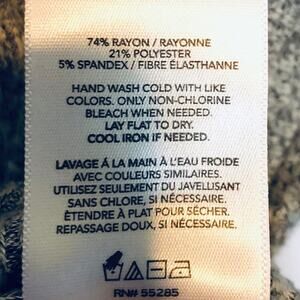 74% RAYON / RAYONNE
21% POLYESTER
5% SPANDEX / FIBRE ÉLASTHANNE
HAND WASH COLD WITH LIKE
COLORS. ONLY NON-CHLORINE
BLEACH WHEN NEEDED.
LAY FLAT TO DRY.
COOL IRON IF NEEDED.
LAVAGE Á LA MAIN À L'EAU FROIDE
AVEC COULEURS SIMILAIRES.
UTILISEZ SEULEMENT DU JAVELLISANT
SANS CHLORE, SI NÉCESSAIRE.
ÈTENDRE À PLAT POUR SÉCHER.
REPASSAGE DOUX, SI NÉCESSAIRE.
RN# 55285